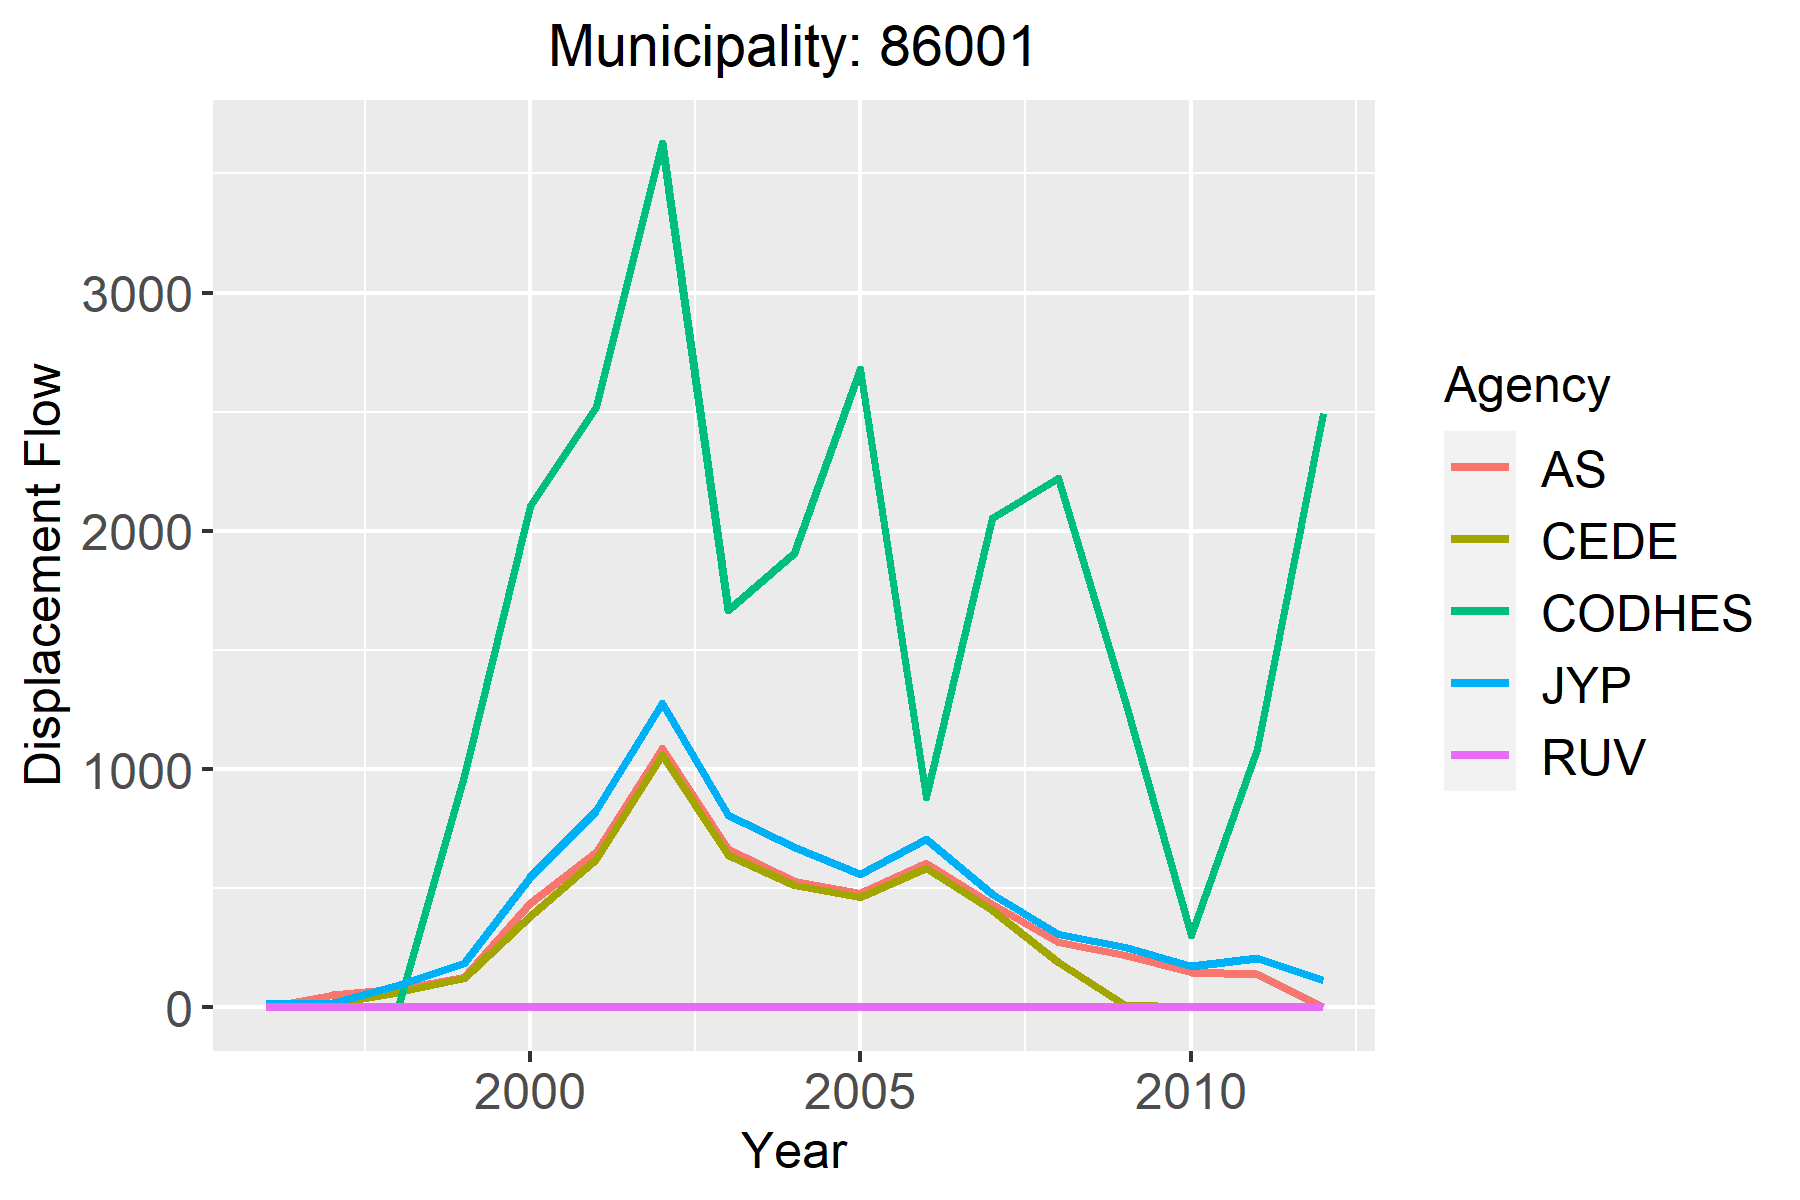 Municipality: 86001
Displacement Flow
3000
2000
1000
0
2000 2005 2010
Year
Agency
AS
CEDE
CODHES
JYP
RUV